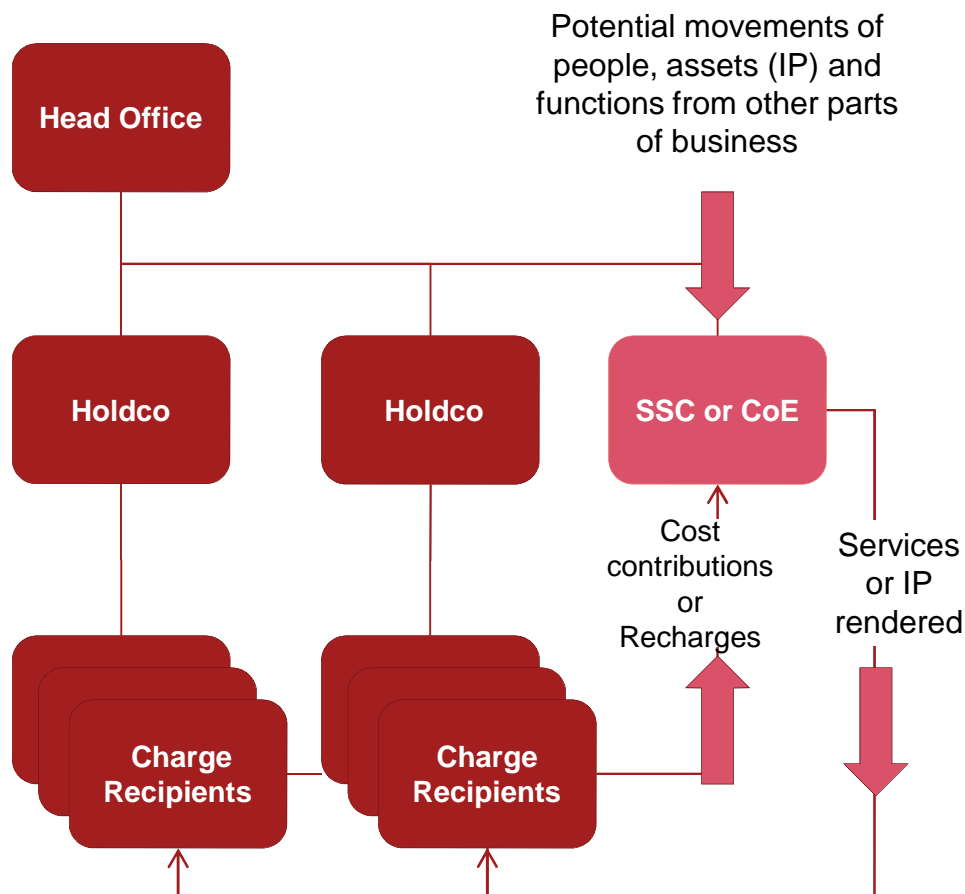 Potential movements of
people, assets (IP) and
functions from other parts
of business
Head Office
Holdco
Holdco
SSC or CoE
Cost
contributions
or
Recharges
Services
or IP
rendered
Charge
Recipients
Charge
Recipients